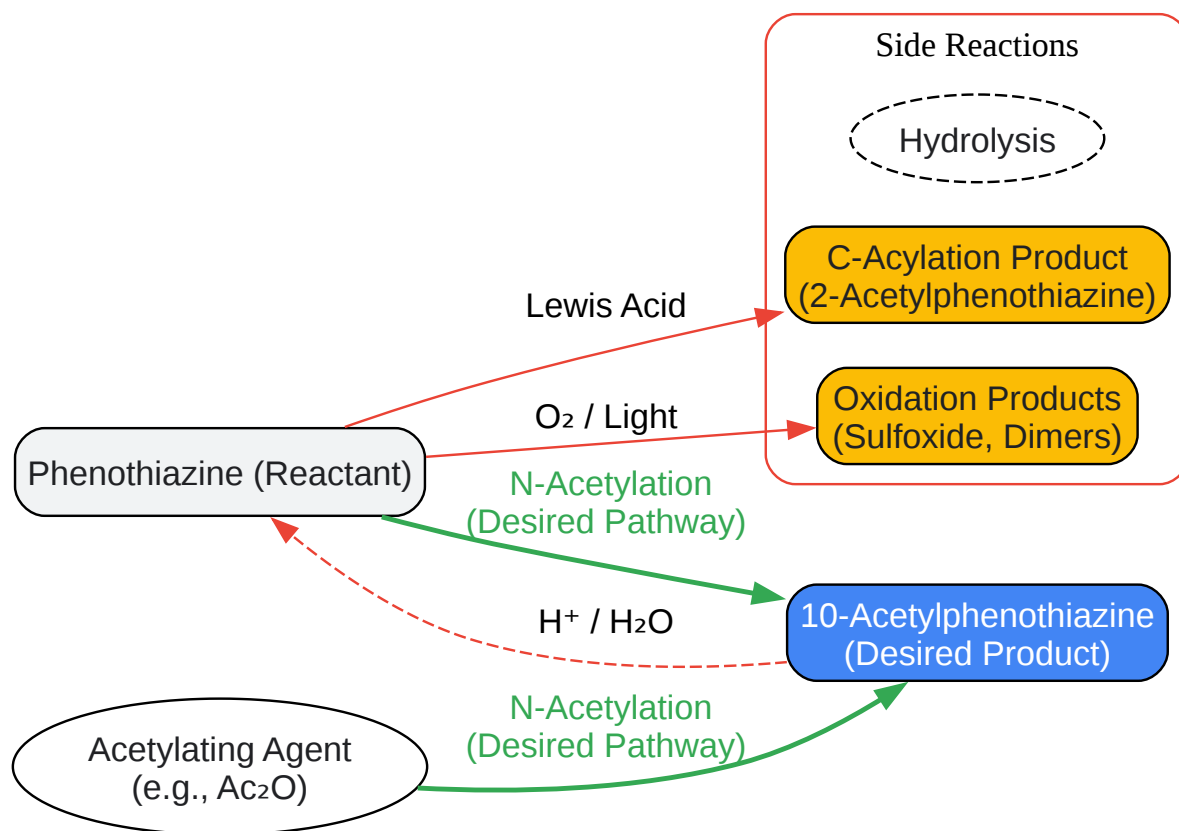 Side Reactions
Hydrolysis
C-Acylation Product
(2-Acetylphenothiazine)
Lewis Acid
Oxidation Products
(Sulfoxide, Dimers)
O₂ / Light
Phenothiazine (Reactant)
N-Acetylation
(Desired Pathway)
10-Acetylphenothiazine
(Desired Product)
H⁺ / H₂O
N-Acetylation
(Desired Pathway)
Acetylating Agent
(e.g., Ac₂O)